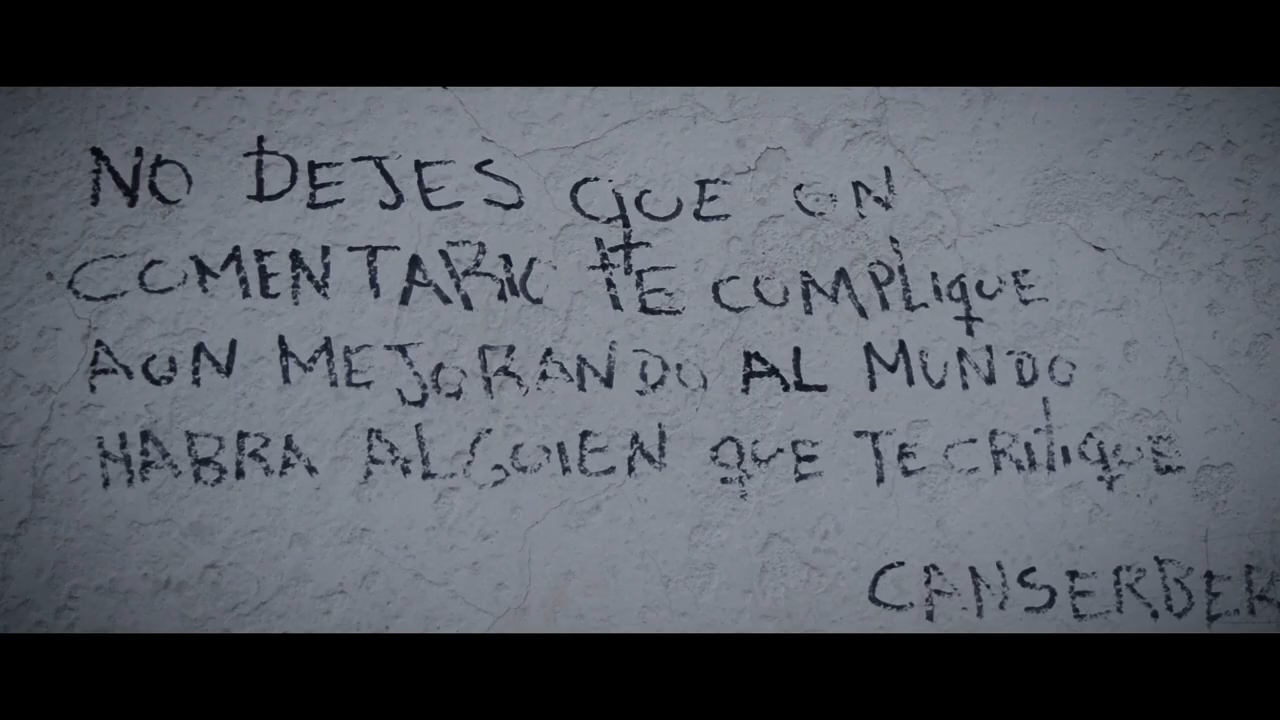 NO DEJES QUE UN
COMENTARIO TE COMPLIQUE
AUN MEJORANDO AL MUNDO
HABRA ALGUIEN QUE TE CRITIQUE
CANSERBER